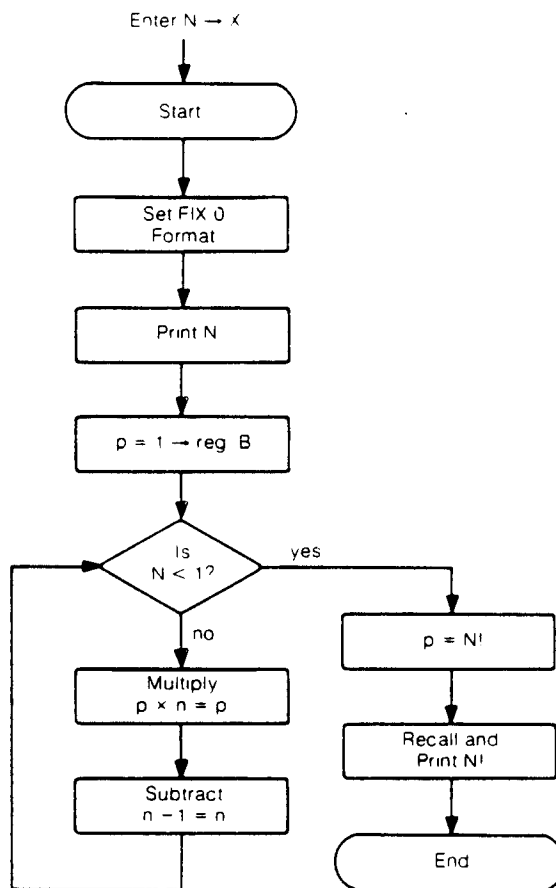 Enter N → X
Start
Set FIX 0
Format
Print N
p = 1 → reg B
Is
N < 1?
yes
no
Multiply
p × n = p
Subtract
n - 1 = n
p = N!
Recall and
Print N!
End